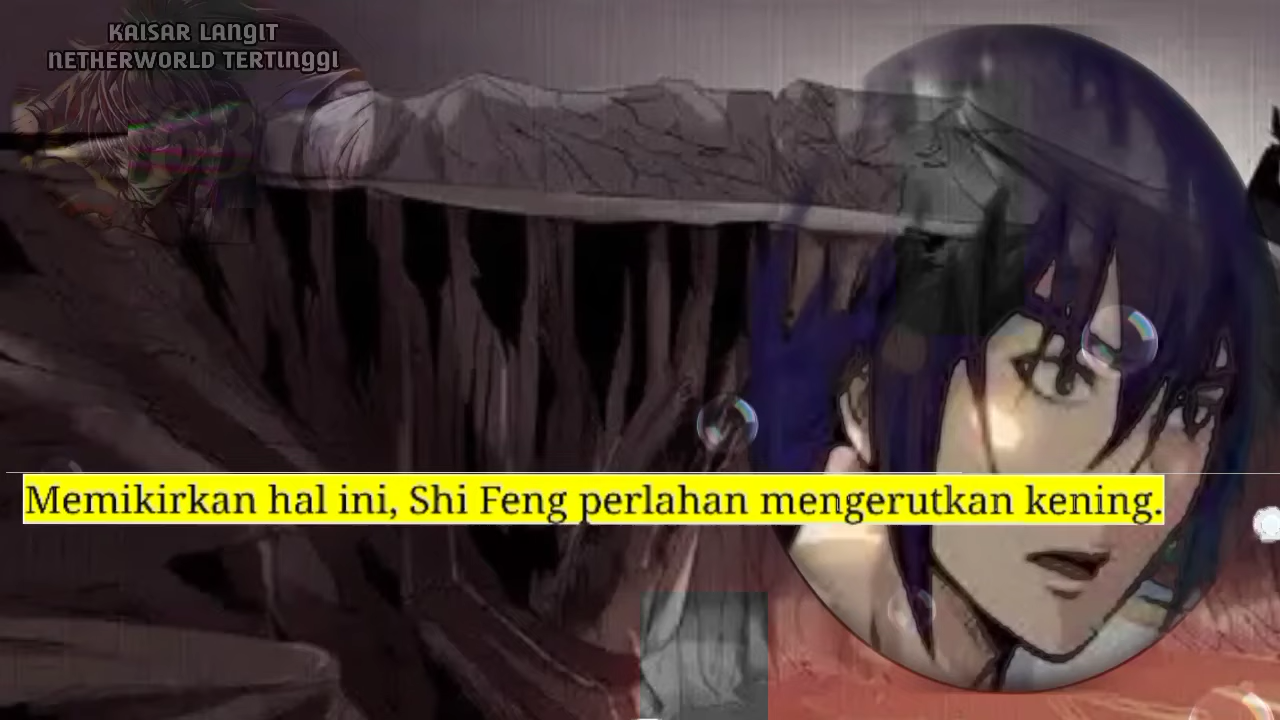 KAISAR LANGIT
NETHERWORLD TERTINGGI
Memikirkan hal ini, Shi Feng perlahan mengerutkan kening.